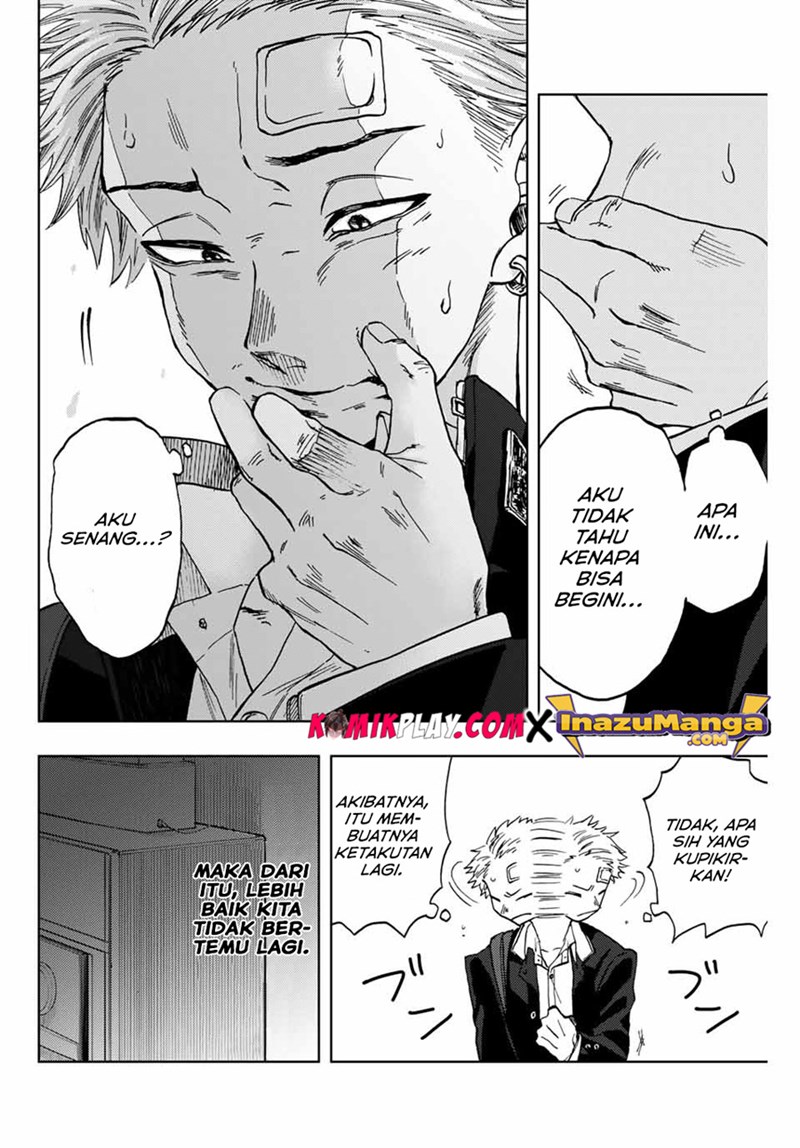 APA
INI...
AKU
TIDAK
TAHU
KENAPA
BISA
BEGINI...
AKU
SENANG...?
KOMIKPLAY.COM X INAZUMANGA
.COM
TIDAK, APA
SIH YANG
KUPIKIR-
KAN!
AKIBATNYA,
ITU MEM-
BUATNYA
KETAKUTAN
LAGI.
ブンッ
ブンッ
MAKA DARI
ITU, LEBIH
BAIK KITA
TIDAK BER-
TEMU LAGI.